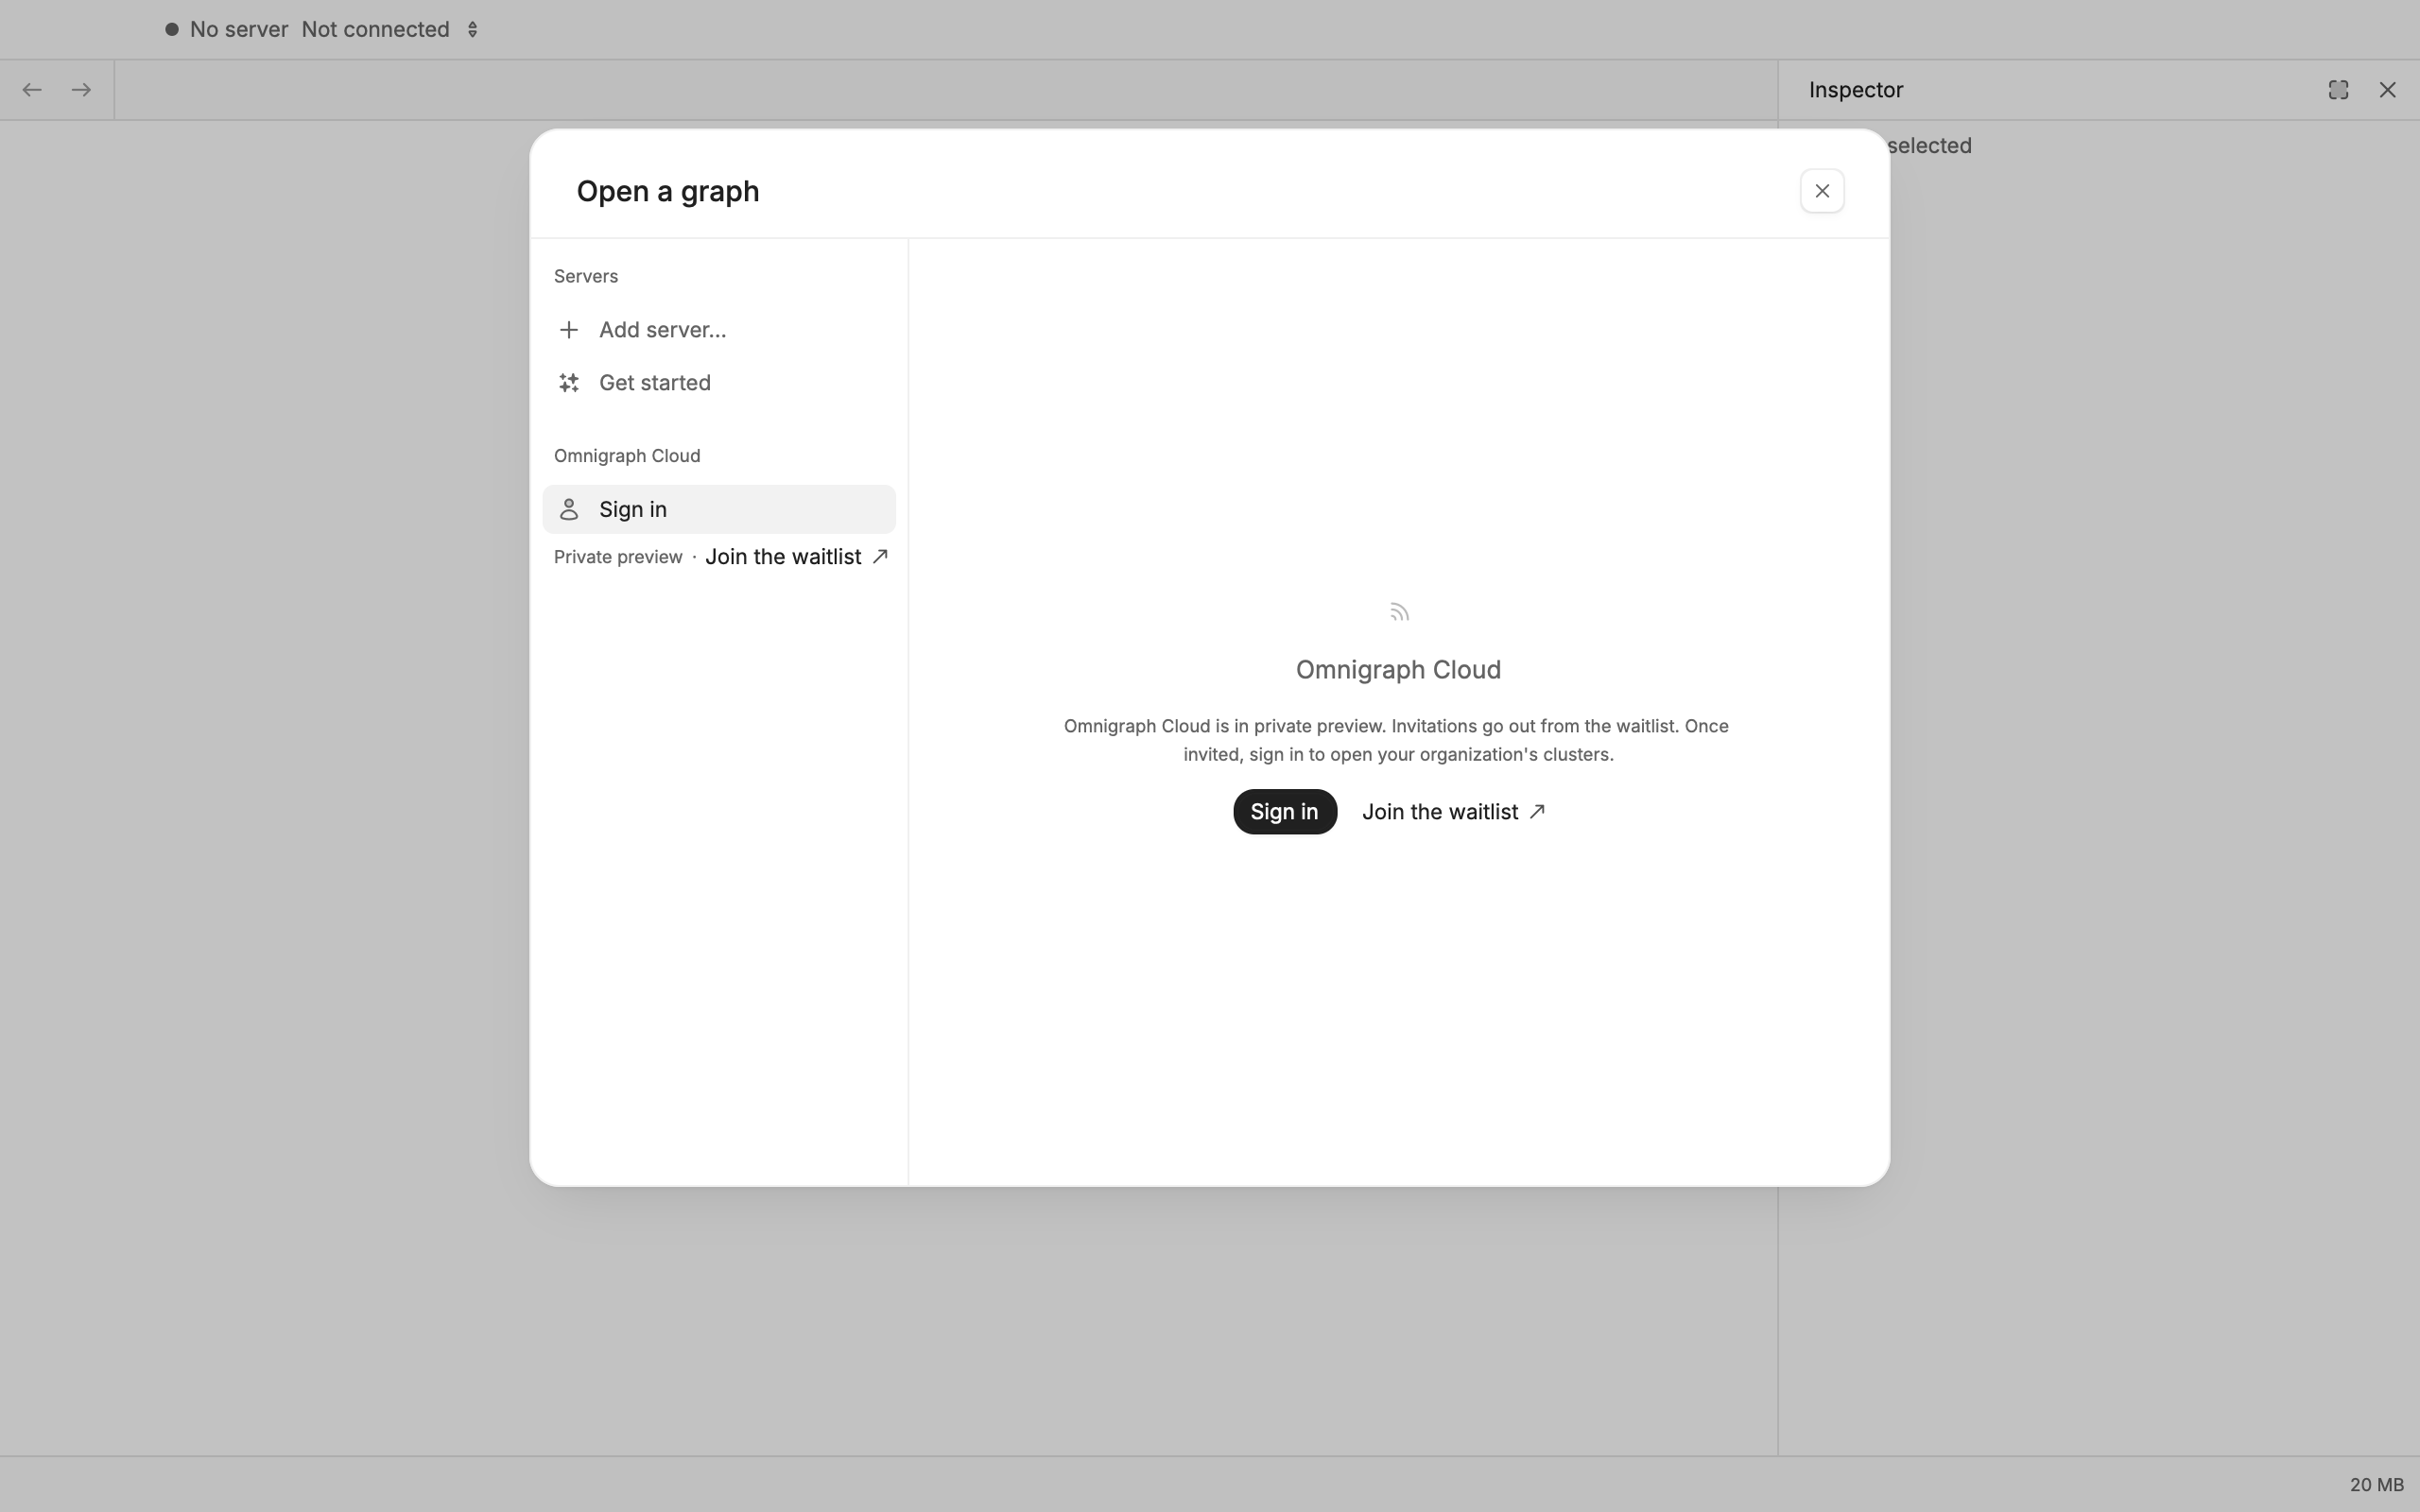 No server Not connected
Inspector
selected
Open a graph
Servers
Add server...
Get started
Omnigraph Cloud
Sign in
Private preview · Join the waitlist
Omnigraph Cloud
Omnigraph Cloud is in private preview. Invitations go out from the waitlist. Once
invited, sign in to open your organization's clusters.
Sign in Join the waitlist
20 MB